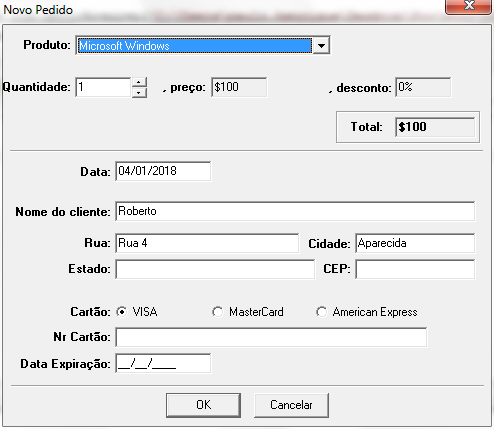 Novo Pedido
Produto: Microsoft Windows
Quantidade: 1 , preço: $100 , desconto: 0%
Total: $100
Data: 04/01/2018
Nome do cliente: Roberto
Rua: Rua 4 Cidade: Aparecida
Estado: CEP:
Cartão: VISA MasterCard American Express
Nr Cartão:
Data Expiração: __/__/____
OK Cancelar